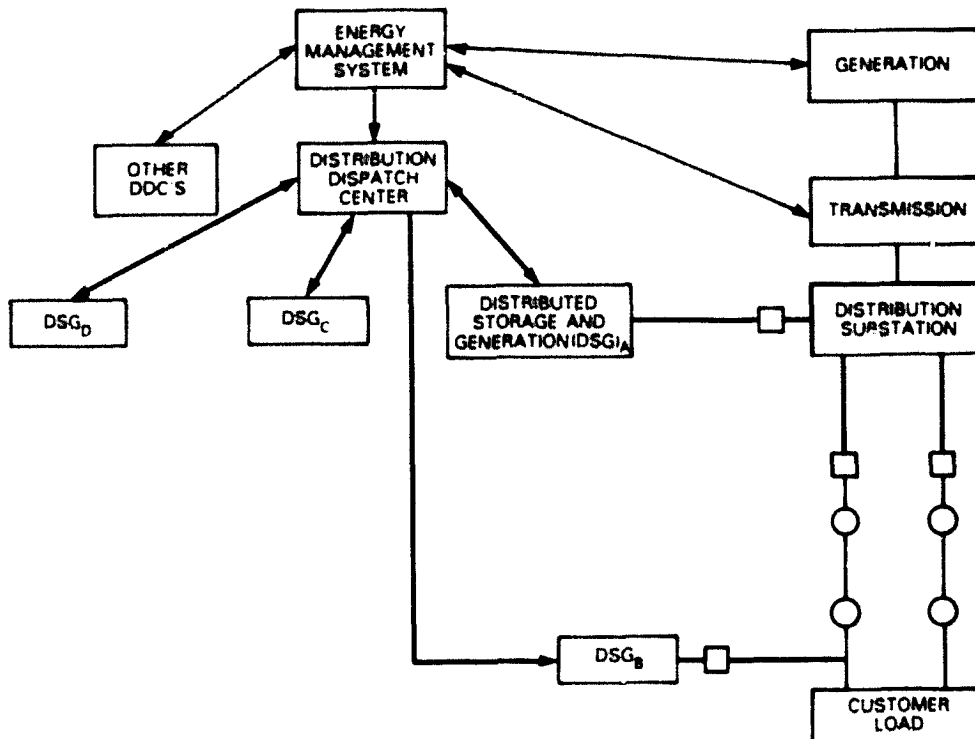 ENERGY
MANAGEMENT
SYSTEM
GENERATION
OTHER
DDC'S
DISTRIBUTION
DISPATCH
CENTER
TRANSMISSION
DSG_D
DSG_C
DISTRIBUTED
STORAGE AND
GENERATION (DSG)_A
DISTRIBUTION
SUBSTATION
DSG_B
CUSTOMER
LOAD